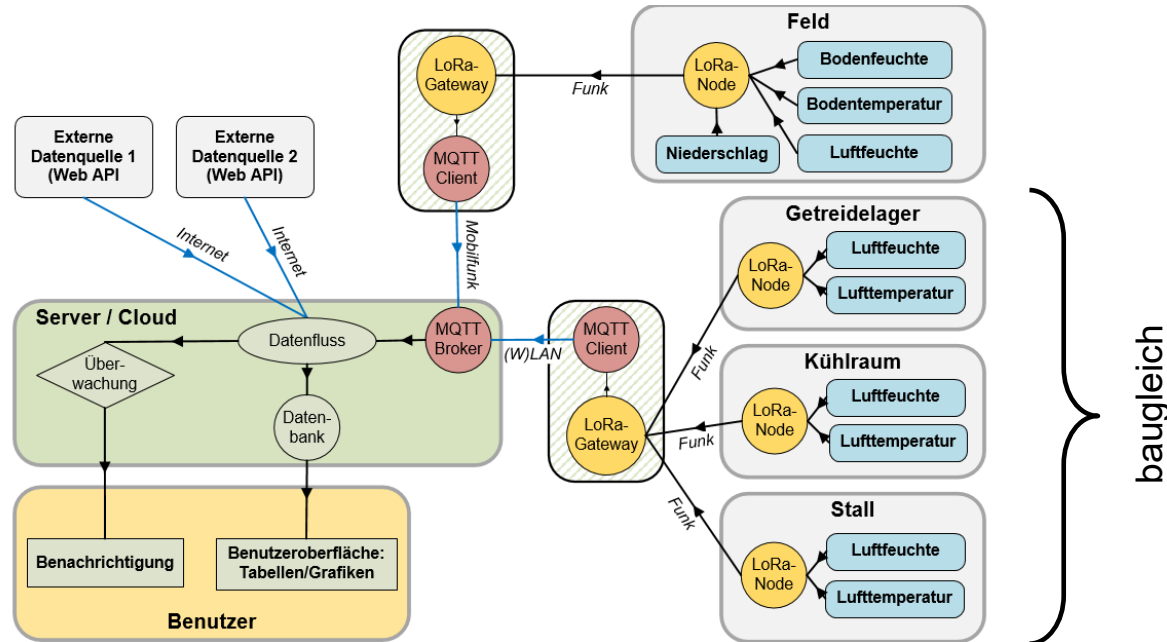 Feld
LoRa-
Gateway
Funk
LoRa-
Node
Bodenfeuchte
Bodentemperatur
Luftfeuchte
Niederschlag
MQTT
Client
Externe
Datenquelle 1
(Web API
Externe
Datenquelle 2
(Web API)
Internet
Internet
Mobilfunk
Getreidelager
LoRa-
Node
Luftfeuchte
Lufttemperatur
Server / Cloud
Datenfluss
MQTT
Broker
(W)LAN
MQTT
Client
Funk
Über-
wachung
Daten-
bank
LoRa-
Gateway
Funk
Kühlraum
LoRa-
Node
Luftfeuchte
Lufttemperatur
baugleich
Funk
Stall
LoRa-
Node
Luftfeuchte
Lufttemperatur
Benachrichtigung
Benutzeroberfläche:
Tabellen/Grafiken
Benutzer